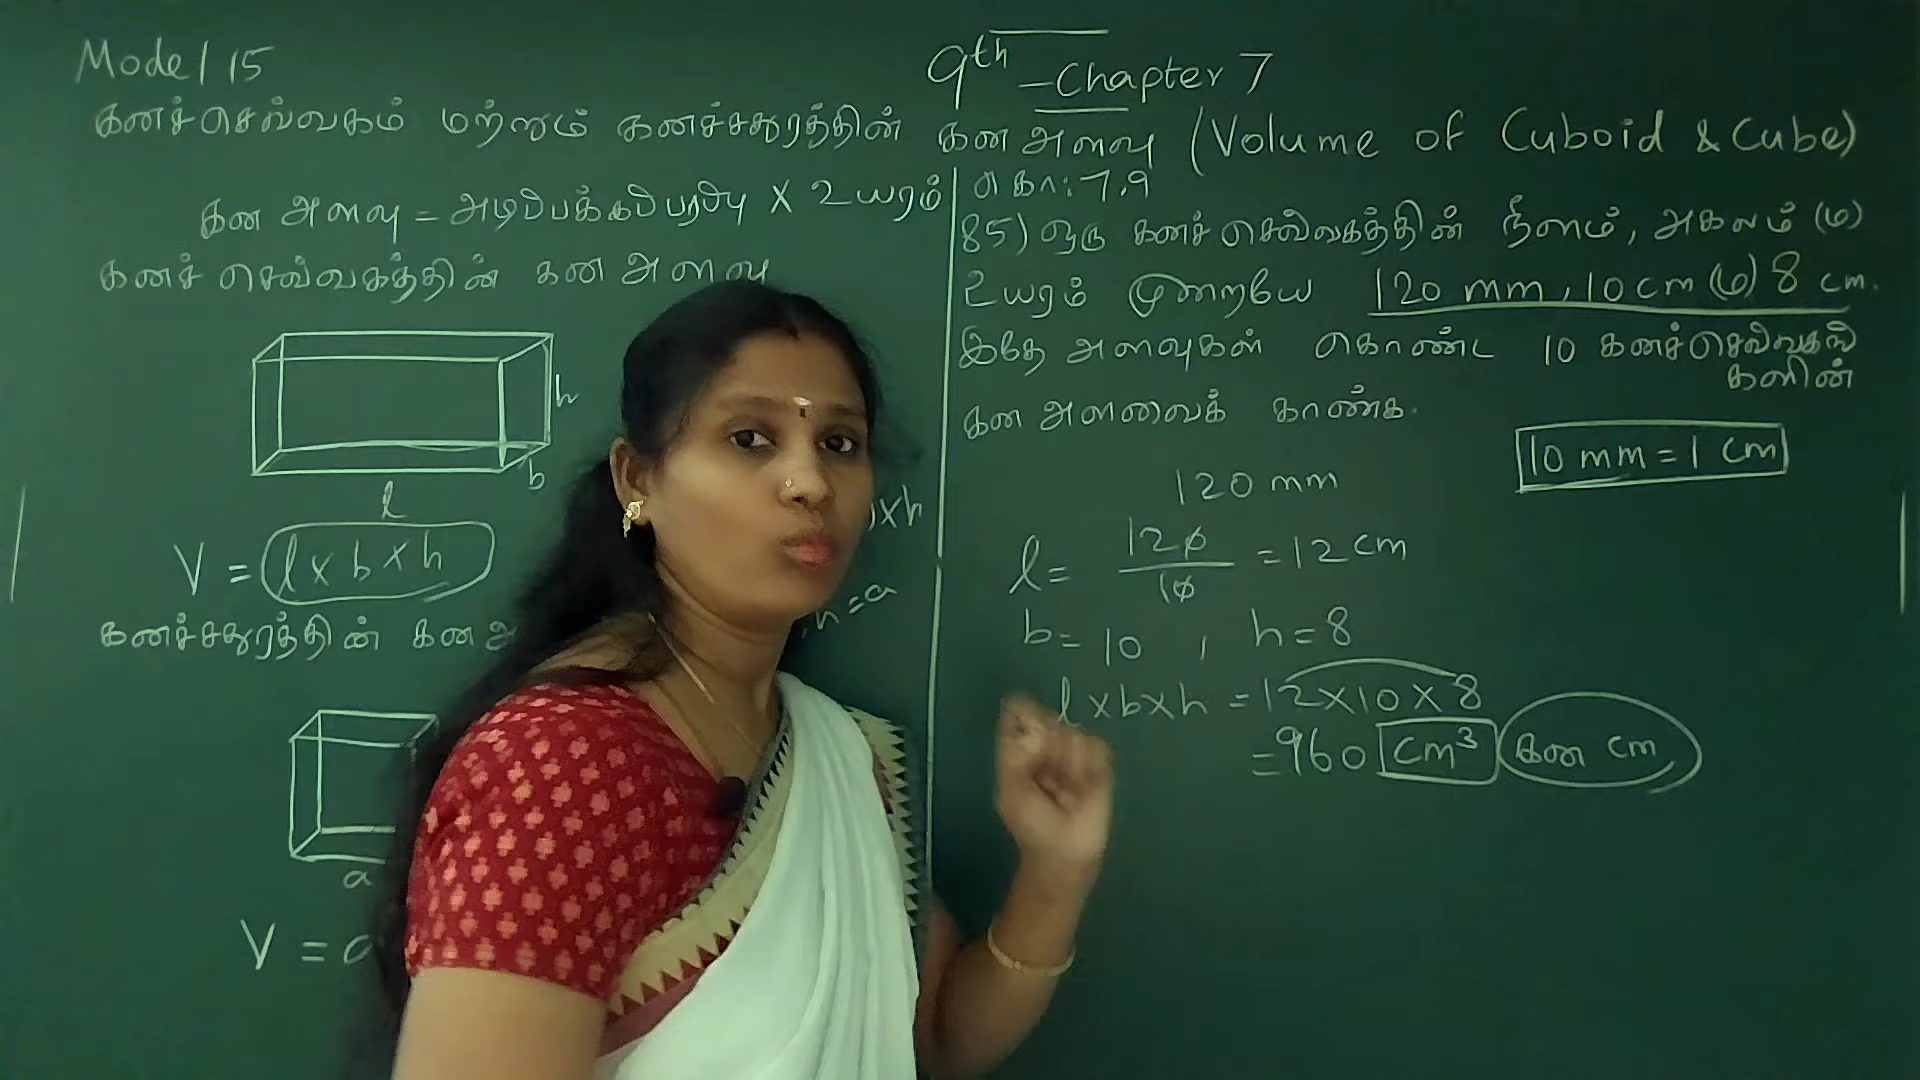 Model 15
9th - Chapter 7
கனச்செவ்வகம் மற்றும் கனச்சதுரத்தின் கன அளவு (Volume of Cuboid & Cube)
கன அளவு = அடிப்பக்கப்பரப்பு X உயரம்
கனச் செவ்வகத்தின் கன அளவு
h
b
l
V = l x b x h
xh
கனச்சதுரத்தின் கன அ
h = a
a
V = a
எ கா : 7.9
85) ஒரு கனச் செவ்வகத்தின் நீளம், அகலம் (ம)
உயரம் முறையே 120 mm, 10 cm (ம) 8 cm.
இதே அளவுகள் கொண்ட 10 கனச்செவ்வகங்
களின்
கன அளவைக் காண்க.
10 mm = 1 cm
120 mm
l = 120/10 = 12 cm
b = 10 , h = 8
l x b x h = 12 x 10 x 8
= 960 cm³ கன cm